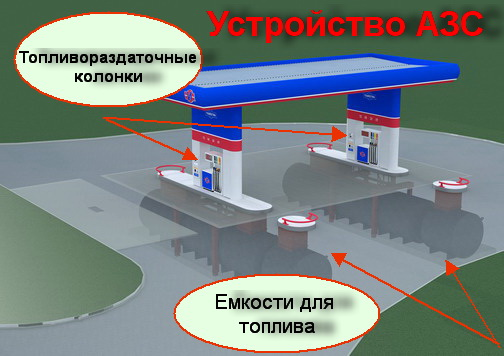 Устройство АЗС
Топливораздаточные
колонки
Емкости для
топлива